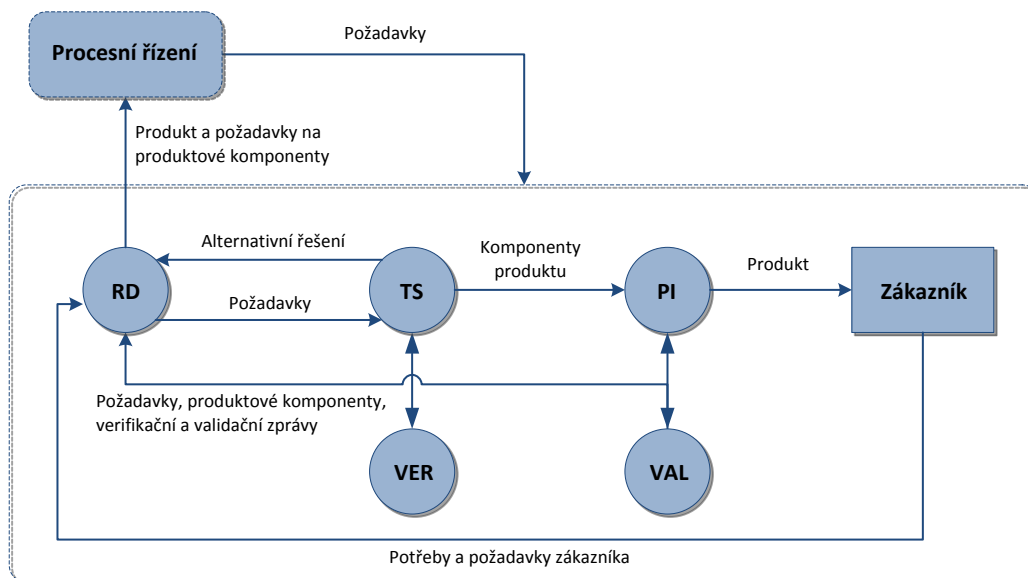 Požadavky
Procesní řízení
Produkt a požadavky na
produktové komponenty
Alternativní řešení
Komponenty
produktu
Produkt
RD
TS
PI
Zákazník
Požadavky
Požadavky, produktové komponenty,
verifikační a validační zprávy
VER
VAL
Potřeby a požadavky zákazníka